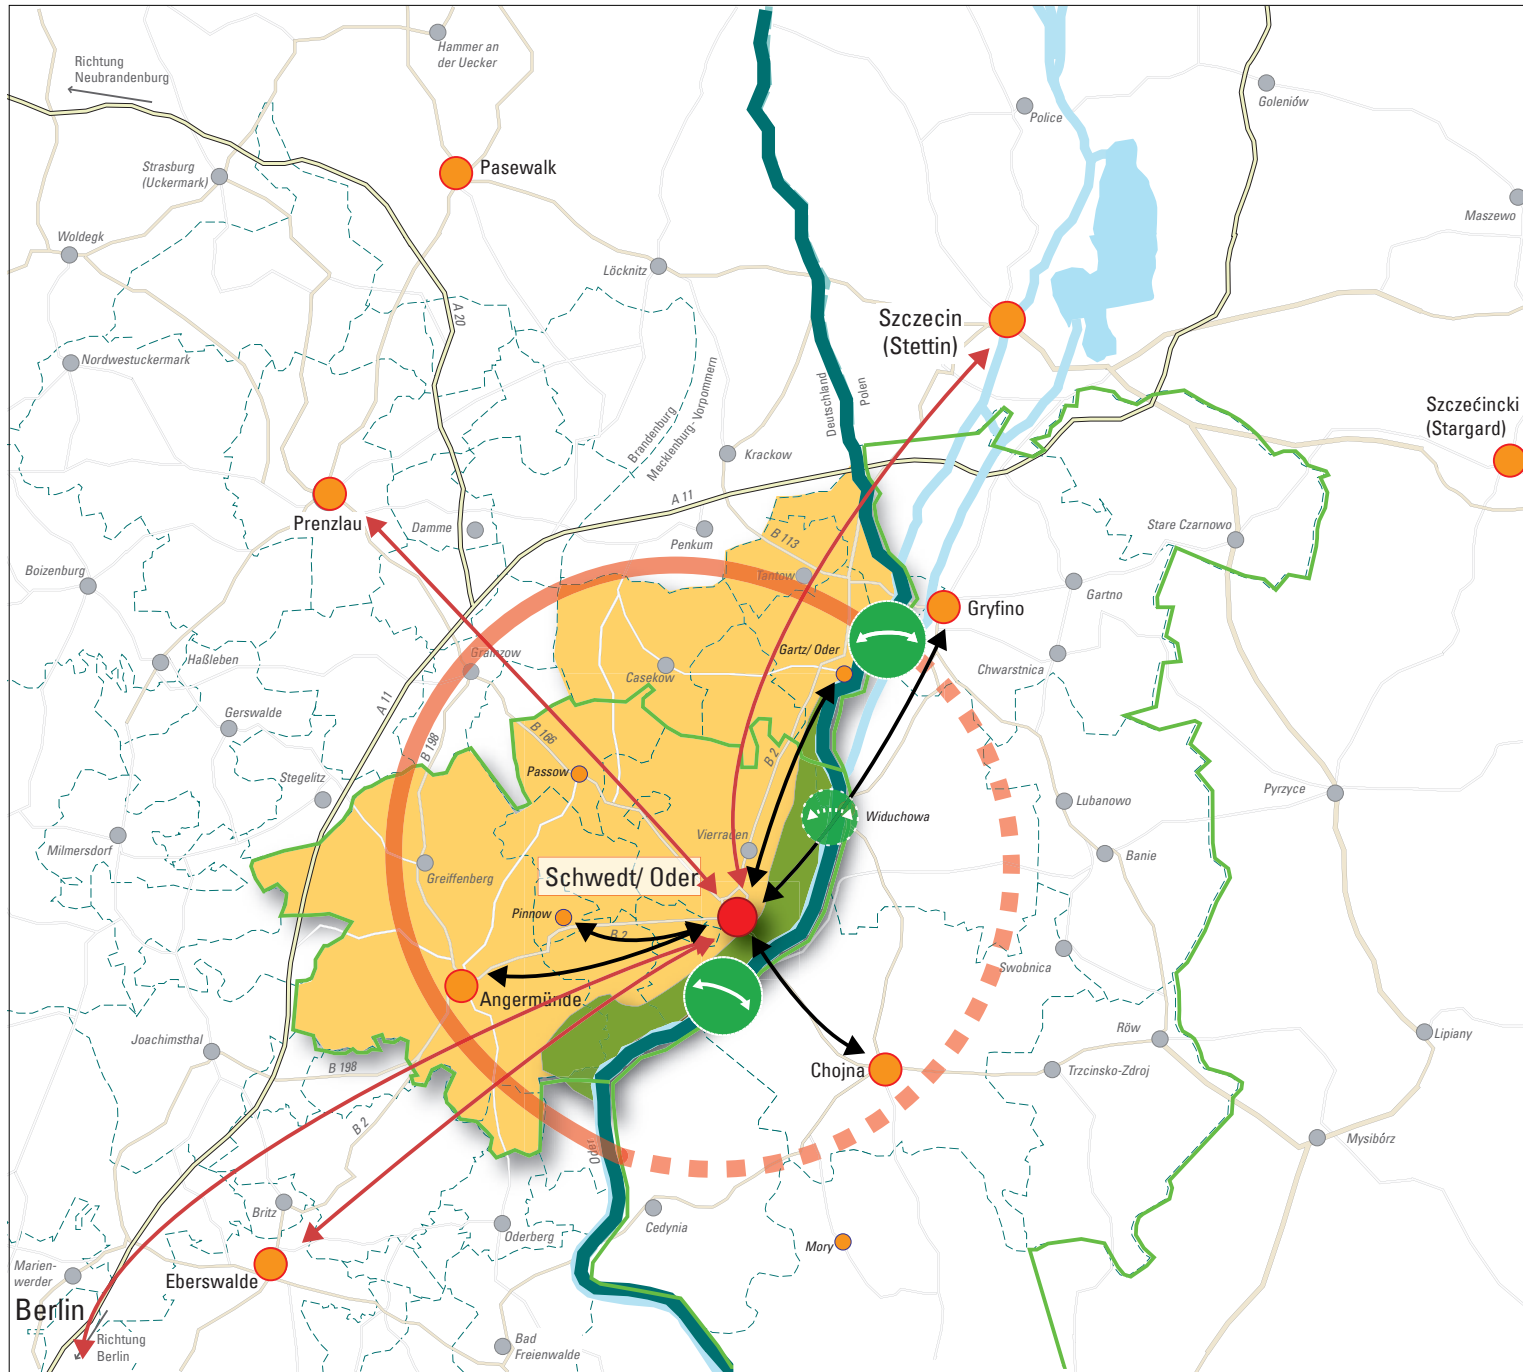 Hammer an
der Uecker
Richtung
Neubrandenburg
Goleniów
Police
Strasburg
(Uckermark)
Pasewalk
Maszewo
Woldegk
Löcknitz
A 20
Szczecin
(Stettin)
Nordwestuckermark
Deutschland
Polen
Brandenburg
Mecklenburg-Vorpommern
Szczećincki
(Stargard)
Krackow
A 11
Prenzlau
Damme
Penkum
B 113
Stare Czarnowo
Boizenburg
Tantow
Gartno
Gryfino
Haßleben
Gramzow
Casekow
Gartz/ Oder
Chwarstnica
A 11
Gerswalde
B 198
B 166
B 2
Passow
Stegelitz
Pyrzyce
Lubanowo
Widuchowa
Milmersdorf
Vierraden
Banie
Greiffenberg
Schwedt/ Oder
Pinnow
B 2
Swobnica
Angermünde
Joachimsthal
Röw
Lipiany
B 198
Chojna
Trzcinsko-Zdroj
B 2
Mysibórz
Oder
Britz
Oderberg
Cedynia
Mory
Marien-
werder
Eberswalde
Berlin
Richtung
Berlin
Bad
Freienwalde